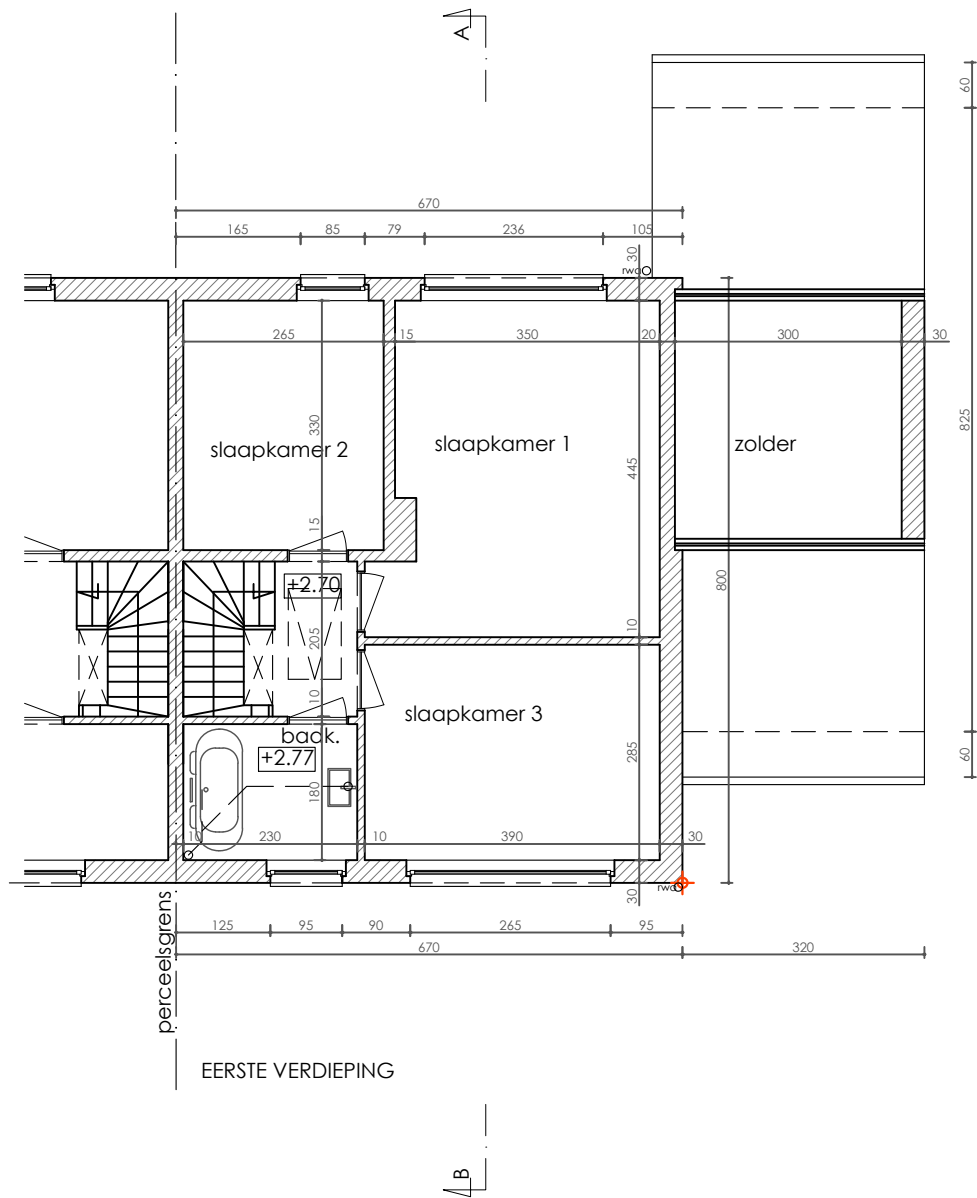 A
60
670
165 85 79 236 105
30
rwa
265 15 350 20 300 30
330
445
825
slaapkamer 2
slaapkamer 1
zolder
15
+2.70
800
205
10
10
slaapkamer 3
badk.
+2.77
180
285
60
10 230 10 390 30
30
rwa
125 95 90 265 95
670 320
perceelsgrens
EERSTE VERDIEPING
B